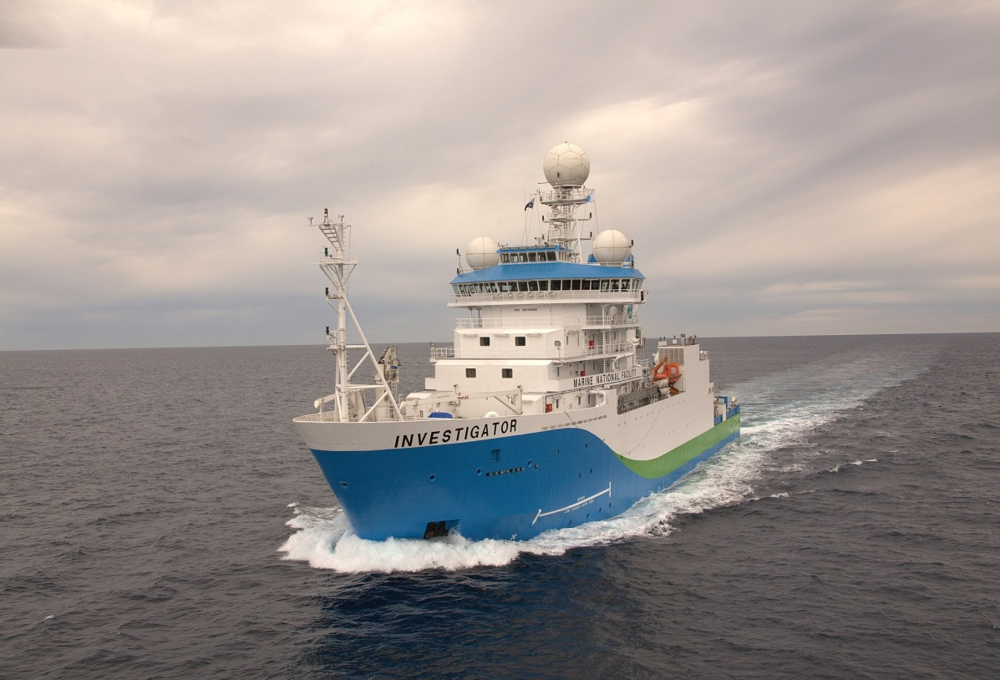 MARINE NATIONAL FACILITY
INVESTIGATOR